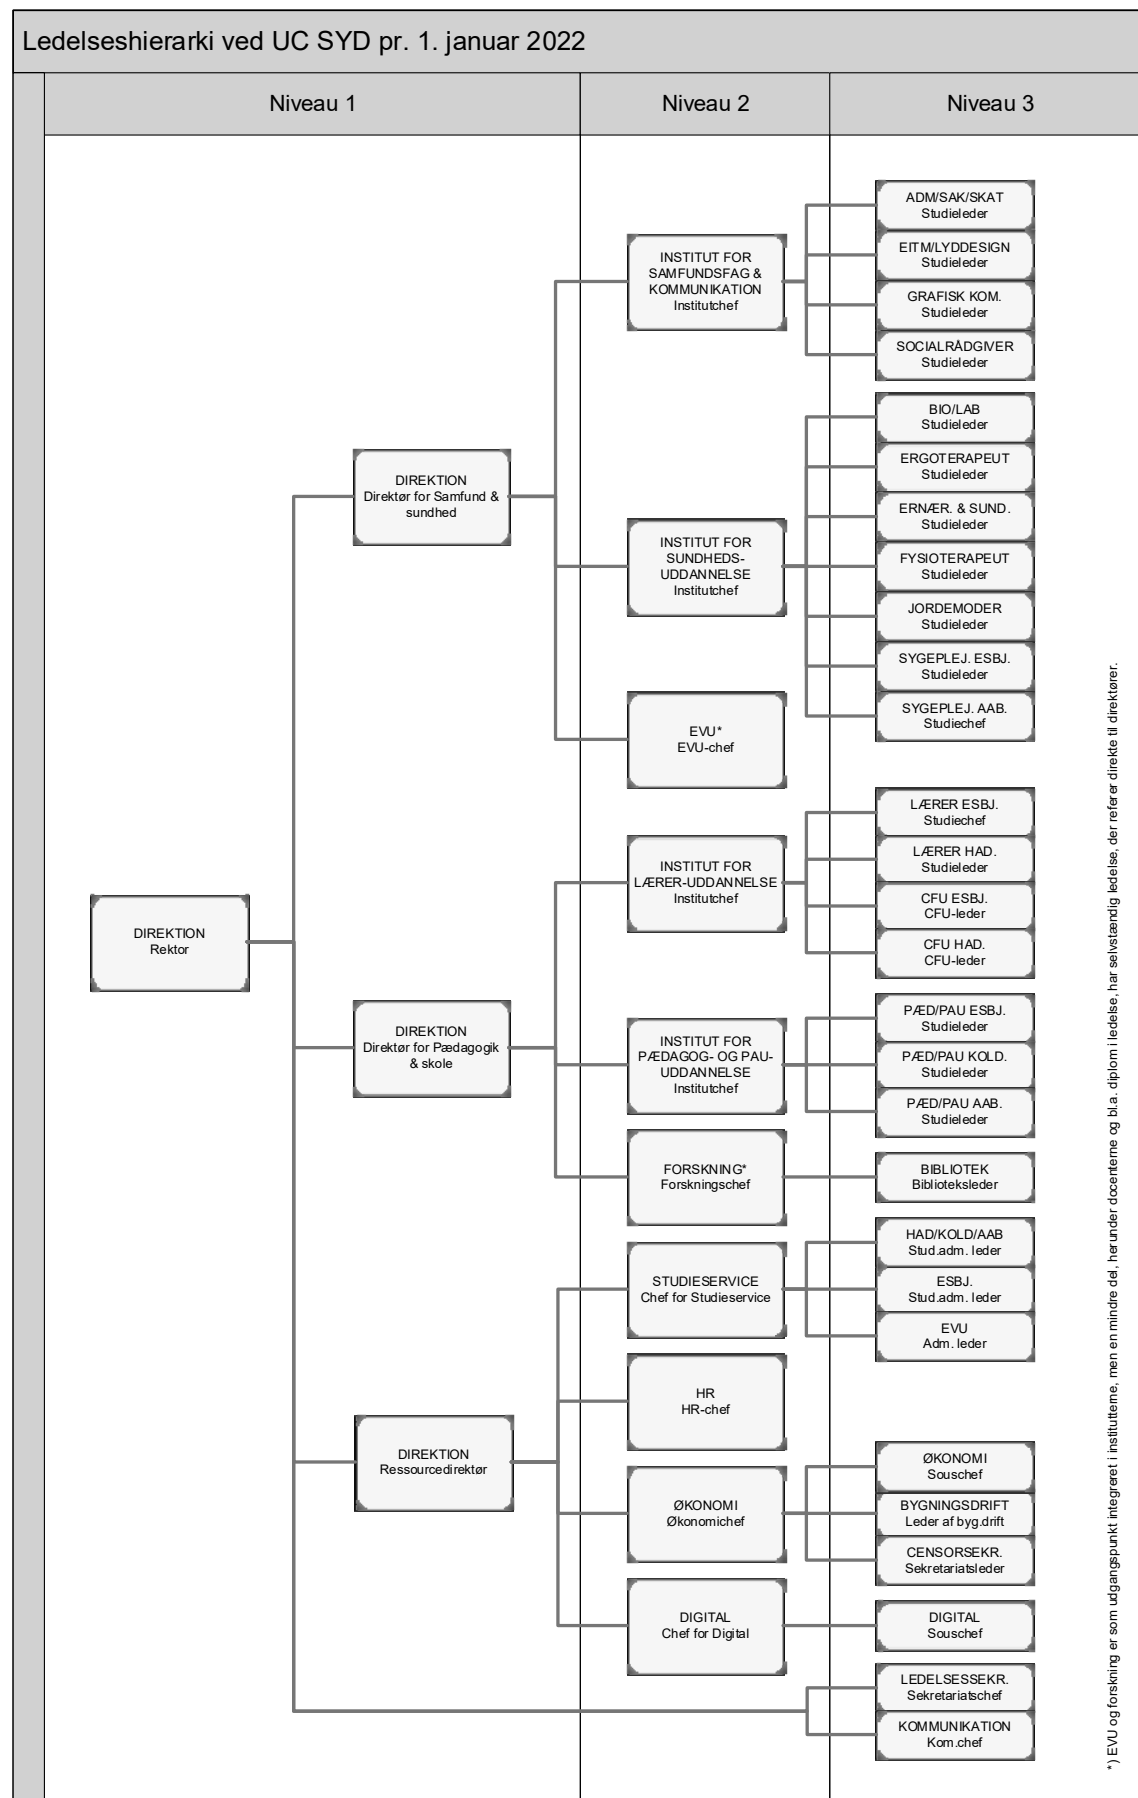 Ledelseshierarki ved UC SYD pr. 1. januar 2022
Niveau 1
Niveau 2
Niveau 3
DIREKTION
Rektor
DIREKTION
Direktør for Samfund &
sundhed
INSTITUT FOR
SAMFUNDSFAG &
KOMMUNIKATION
Institutchef
ADM/SAK/SKAT
Studieleder
EITM/LYDDESIGN
Studieleder
GRAFISK KOM.
Studieleder
SOCIALRÅDGIVER
Studieleder
INSTITUT FOR
SUNDHEDS-
UDDANNELSE
Institutchef
BIO/LAB
Studieleder
ERGOTERAPEUT
Studieleder
ERNÆR. & SUND.
Studieleder
FYSIOTERAPEUT
Studieleder
JORDEMODER
Studieleder
SYGEPLEJ. ESBJ.
Studieleder
SYGEPLEJ. AAB.
Studiechef
EVU*
EVU-chef
DIREKTION
Direktør for Pædagogik
& skole
INSTITUT FOR
LÆRER-UDDANNELSE
Institutchef
LÆRER ESBJ.
Studiechef
LÆRER HAD.
Studieleder
CFU ESBJ.
CFU-leder
CFU HAD.
CFU-leder
INSTITUT FOR
PÆDAGOG- OG PAU-
UDDANNELSE
Institutchef
PÆD/PAU ESBJ.
Studieleder
PÆD/PAU KOLD.
Studieleder
PÆD/PAU AAB.
Studieleder
FORSKNING*
Forskningschef
BIBLIOTEK
Biblioteksleder
DIREKTION
Ressourcedirektør
STUDIESERVICE
Chef for Studieservice
HAD/KOLD/AAB
Stud.adm. leder
ESBJ.
Stud.adm. leder
EVU
Adm. leder
HR
HR-chef
ØKONOMI
Økonomichef
ØKONOMI
Souschef
BYGNINGSDRIFT
Leder af byg.drift
CENSORSEKR.
Sekretariatsleder
DIGITAL
Chef for Digital
DIGITAL
Souschef
LEDELSESSEKR.
Sekretariatschef
KOMMUNIKATION
Kom.chef
*) EVU og forskning er som udgangspunkt integreret i institutterne, men en mindre del, herunder docenterne og bl.a. diplom i ledelse, har selvstændig ledelse, der referer direkte til direktører.